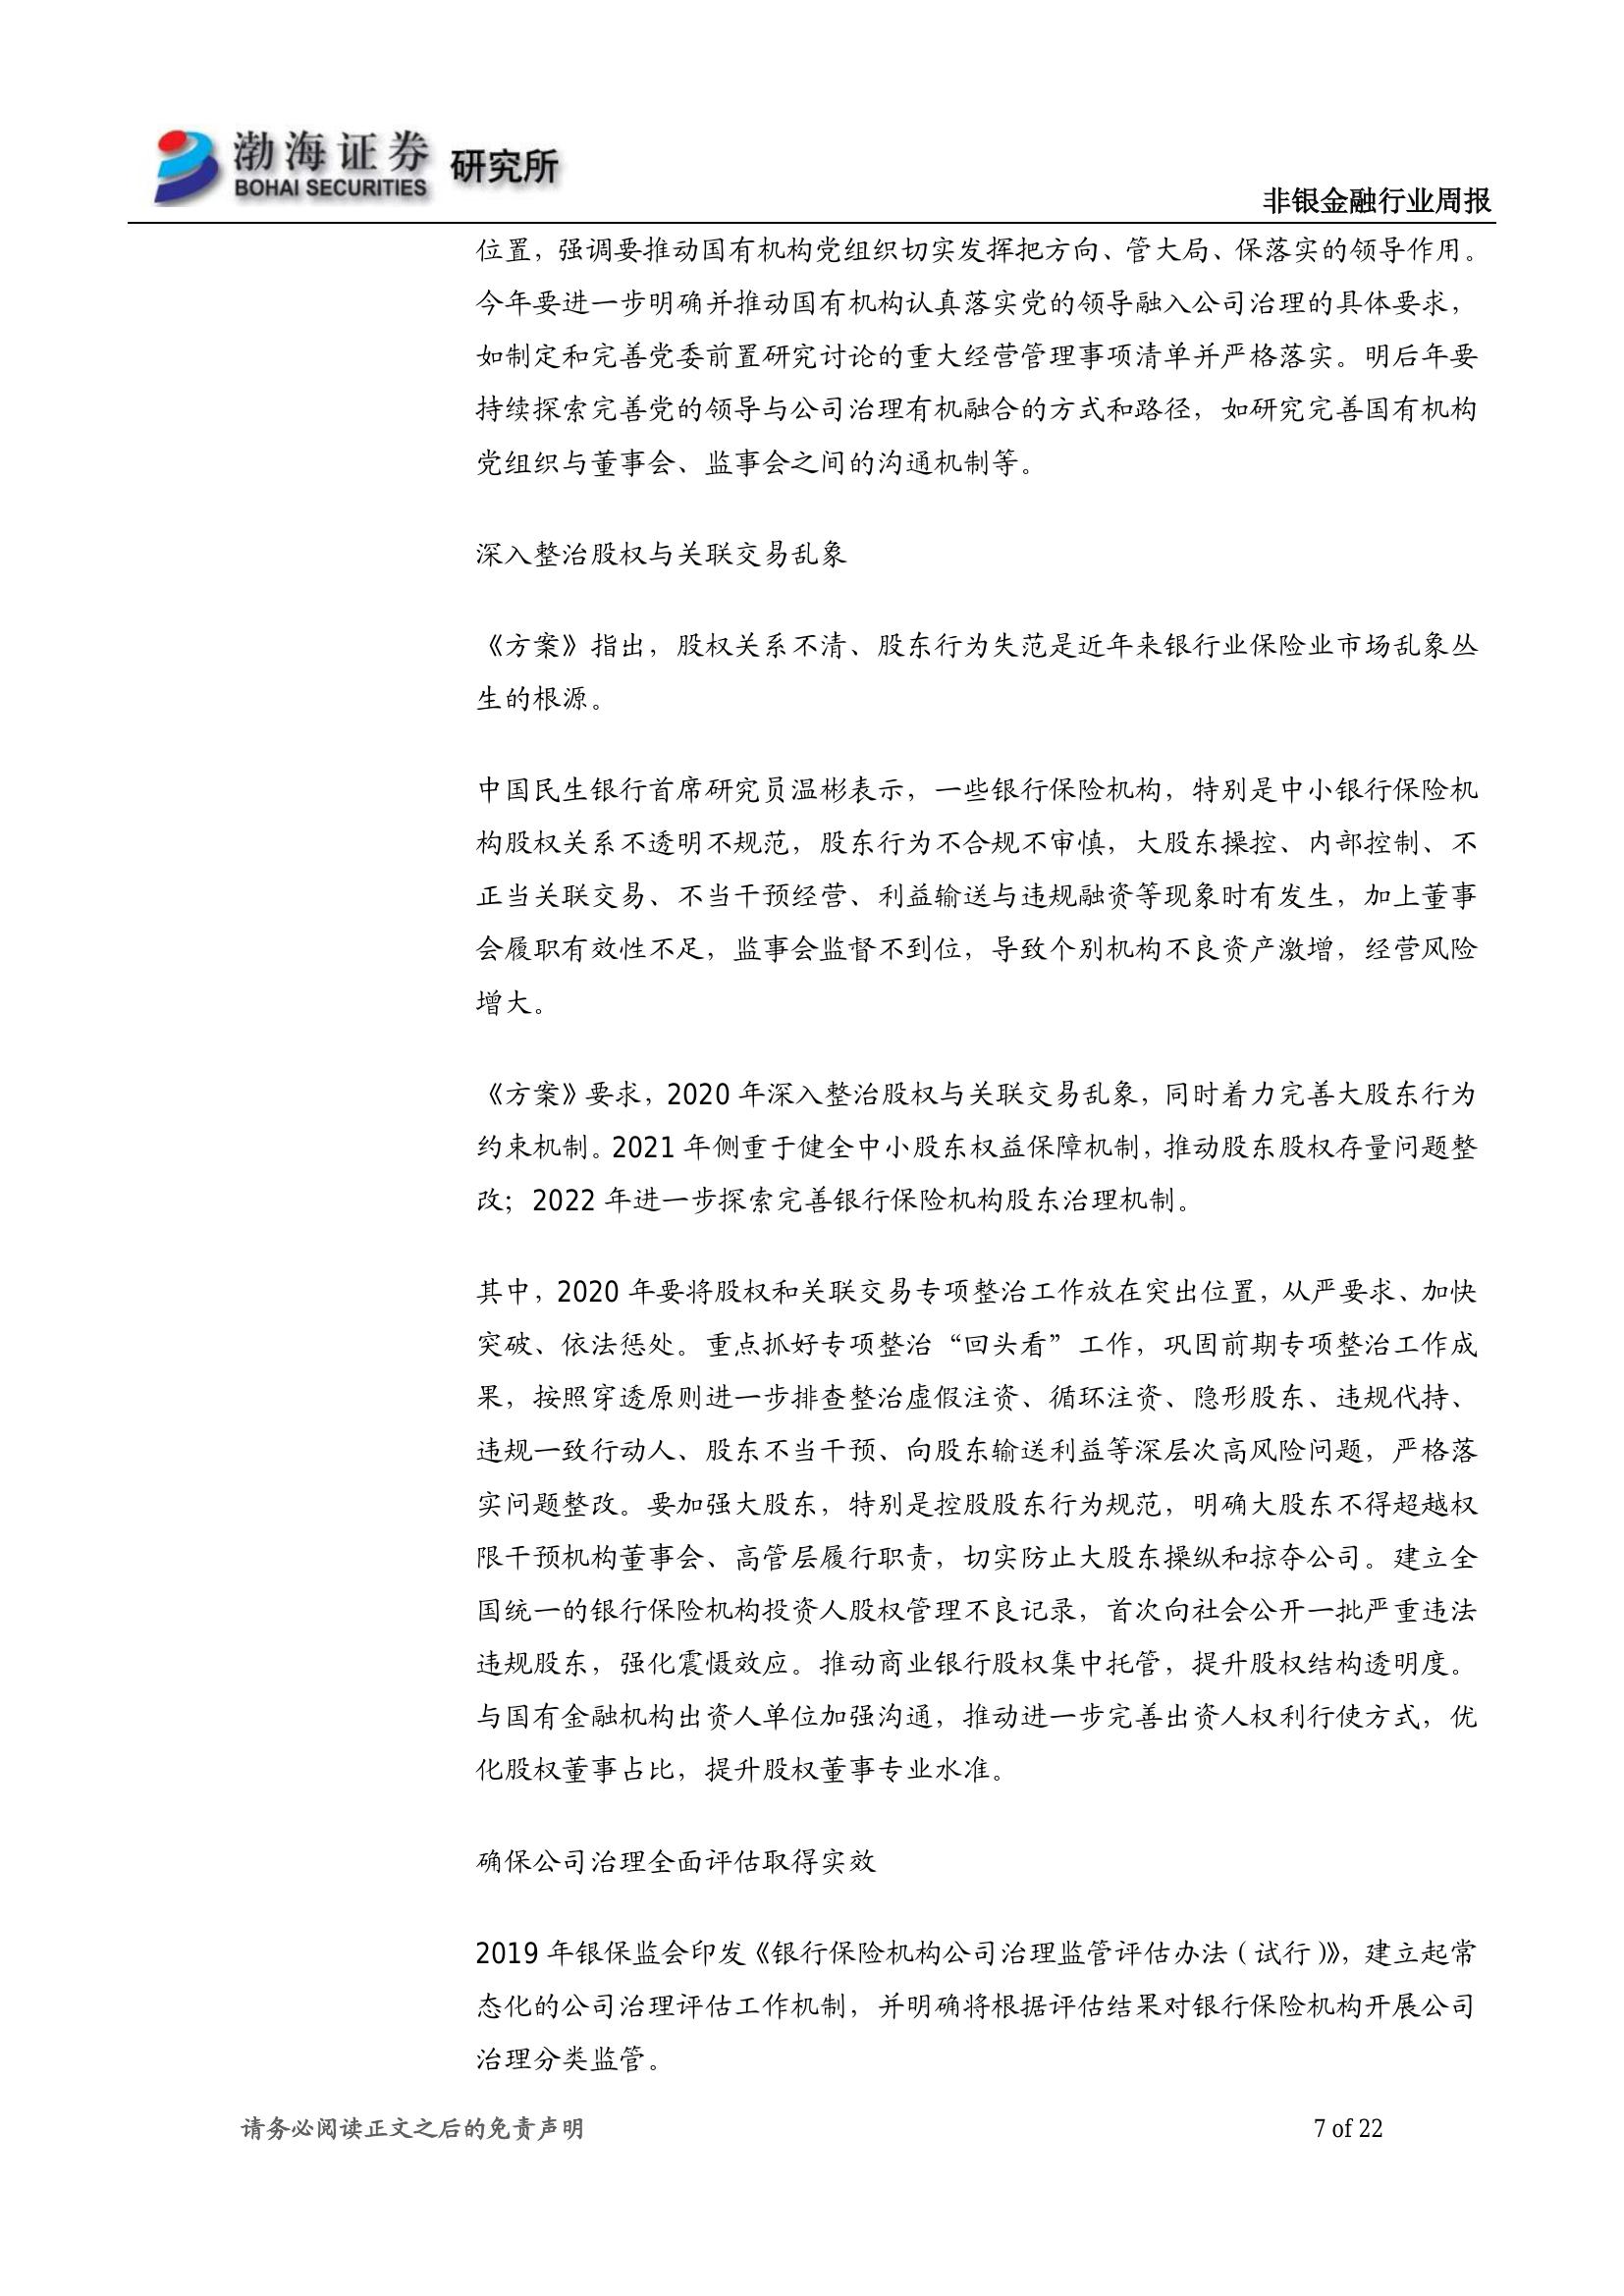 渤海证券 研究所
BOHAI SECURITIES
非银金融行业周报
位置，强调要推动国有机构党组织切实发挥把方向、管大局、保落实的领导作用。
今年要进一步明确并推动国有机构认真落实党的领导融入公司治理的具体要求，
如制定和完善党委前置研究讨论的重大经营管理事项清单并严格落实。明后年要
持续探索完善党的领导与公司治理有机融合的方式和路径，如研究完善国有机构
党组织与董事会、监事会之间的沟通机制等。
深入整治股权与关联交易乱象
《方案》指出，股权关系不清、股东行为失范是近年来银行业保险业市场乱象丛
生的根源。
中国民生银行首席研究员温彬表示，一些银行保险机构，特别是中小银行保险机
构股权关系不透明不规范，股东行为不合规不审慎，大股东操控、内部控制、不
正当关联交易、不当干预经营、利益输送与违规融资等现象时有发生，加上董事
会履职有效性不足，监事会监督不到位，导致个别机构不良资产激增，经营风险
增大。
《方案》要求，2020 年深入整治股权与关联交易乱象，同时着力完善大股东行为
约束机制。2021 年侧重于健全中小股东权益保障机制，推动股东股权存量问题整
改；2022 年进一步探索完善银行保险机构股东治理机制。
其中，2020 年要将股权和关联交易专项整治工作放在突出位置，从严要求、加快
突破、依法惩处。重点抓好专项整治“回头看”工作，巩固前期专项整治工作成
果，按照穿透原则进一步排查整治虚假注资、循环注资、隐形股东、违规代持、
违规一致行动人、股东不当干预、向股东输送利益等深层次高风险问题，严格落
实问题整改。要加强大股东，特别是控股股东行为规范，明确大股东不得超越权
限干预机构董事会、高管层履行职责，切实防止大股东操纵和掠夺公司。建立全
国统一的银行保险机构投资人股权管理不良记录，首次向社会公开一批严重违法
违规股东，强化震慑效应。推动商业银行股权集中托管，提升股权结构透明度。
与国有金融机构出资人单位加强沟通，推动进一步完善出资人权利行使方式，优
化股权董事占比，提升股权董事专业水准。
确保公司治理全面评估取得实效
2019 年银保监会印发《银行保险机构公司治理监管评估办法（试行）》，建立起常
态化的公司治理评估工作机制，并明确将根据评估结果对银行保险机构开展公司
治理分类监管。
请务必阅读正文之后的免责声明
7 of 22